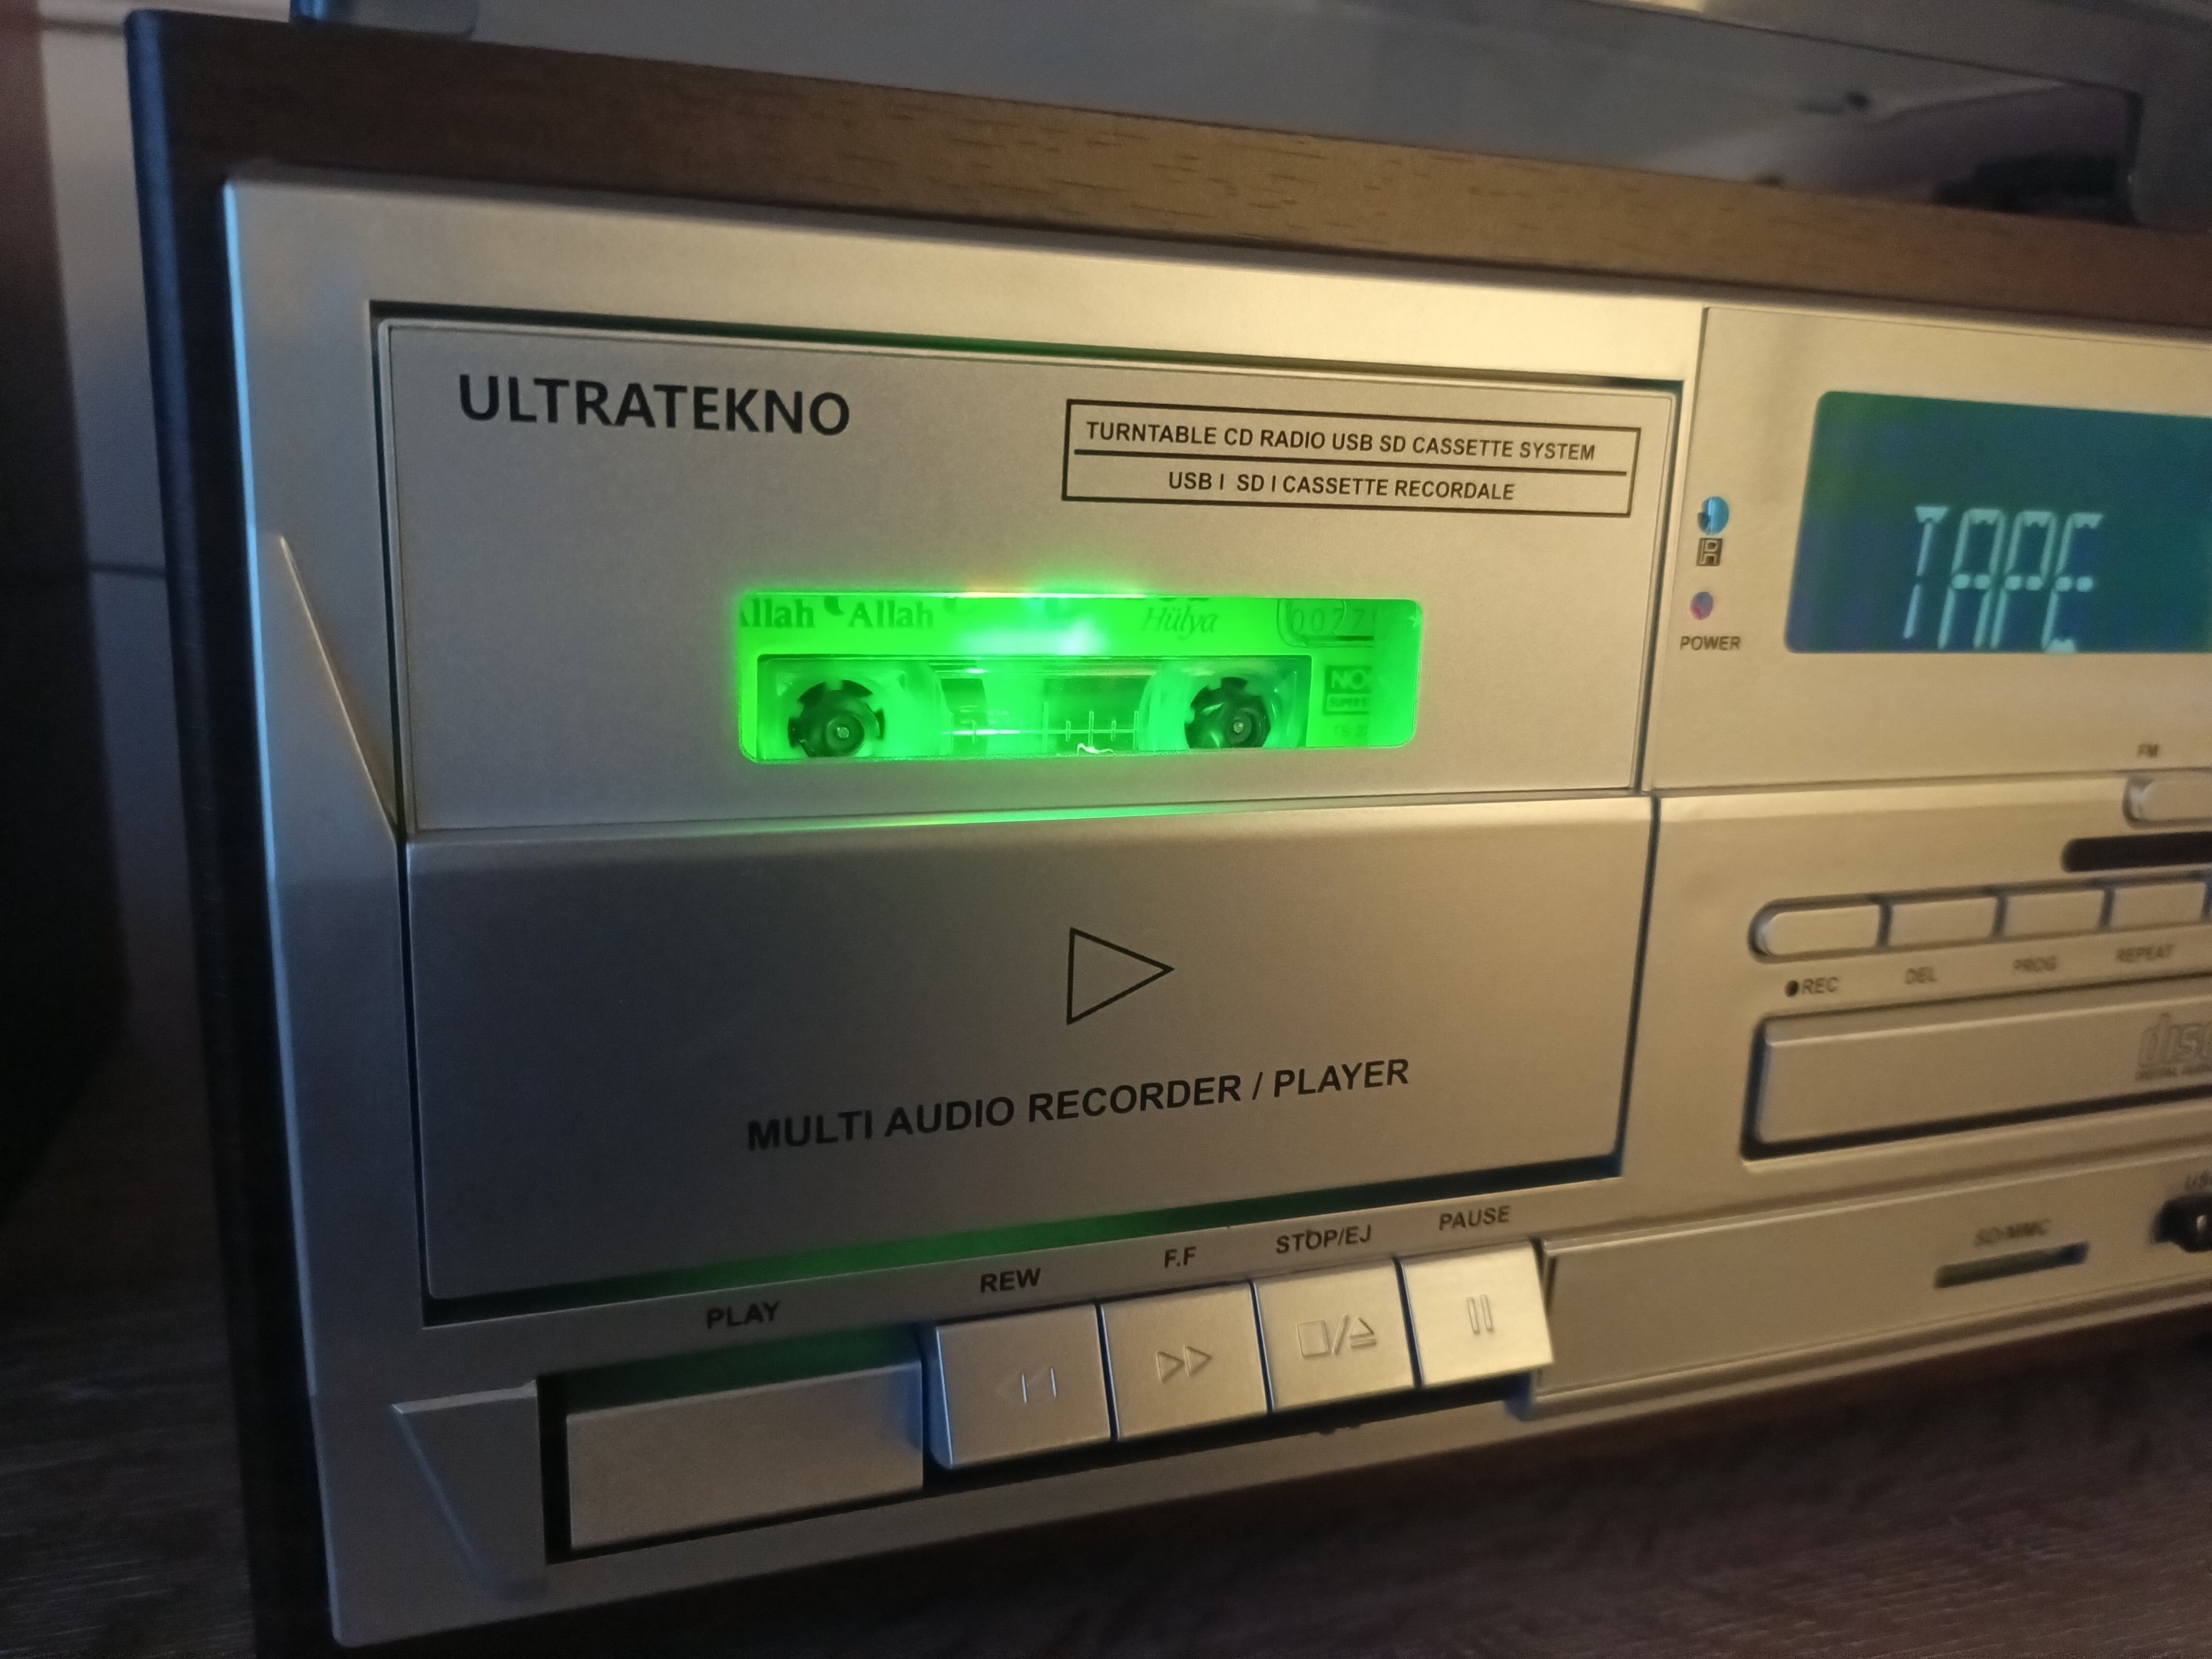 ULTRATEKNO
TURNTABLE CD RADIO USB SD CASSETTE SYSTEM
USB I SD I CASSETTE RECORDALE
Allah Allah
Hülya
TAPE
POWER
FM
REC
DEL
PROG
REPEAT
MULTI AUDIO RECORDER / PLAYER
PLAY
REW
F.F
STOP/EJ
PAUSE
SD/MMC